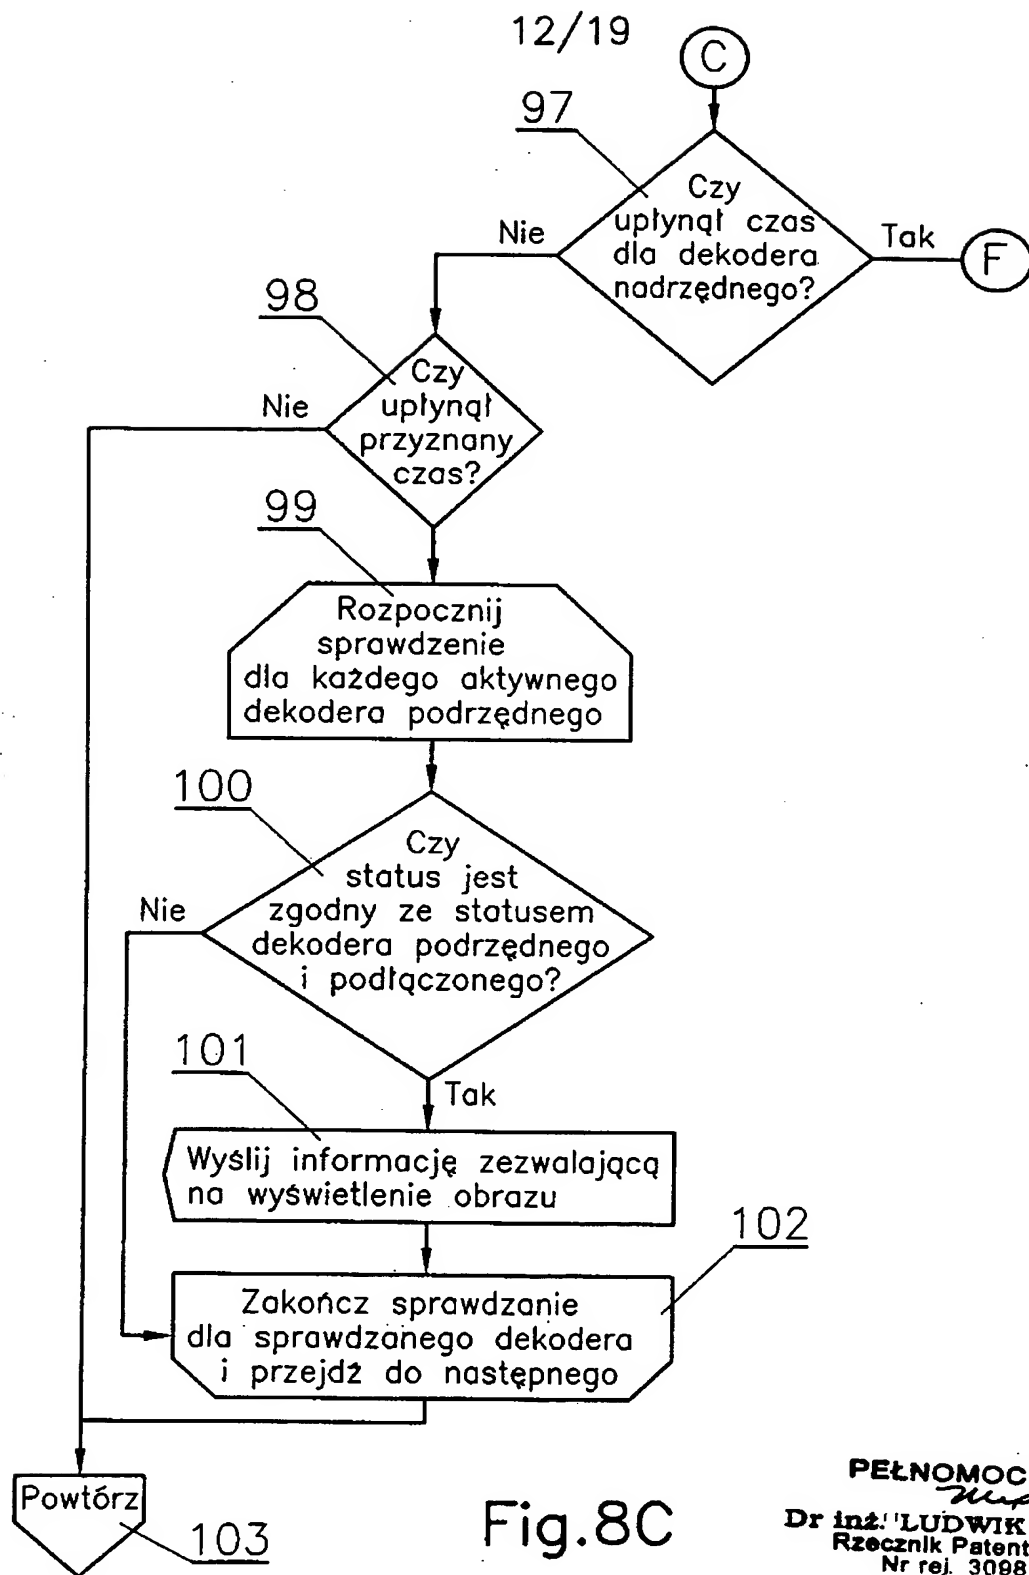 12/19
C
97
Czy
upłynął czas
dla dekodera
nadrzędnego?
Nie
Tak
F
98
Czy
upłynął
przyznany
czas?
Nie
99
Rozpocznij
sprawdzenie
dla każdego aktywnego
dekodera podrzędnego
100
Czy
status jest
zgodny ze statusem
dekodera podrzędnego
i podłączonego?
Nie
Tak
101
Wyślij informację zezwalającą
na wyświetlenie obrazu
102
Zakończ sprawdzanie
dla sprawdzanego dekodera
i przejdź do następnego
Powtórz
103
Fig.8C
PEŁNOMOC
Dr inż. LUDWIK
Rzecznik Patent
Nr rej. 3098